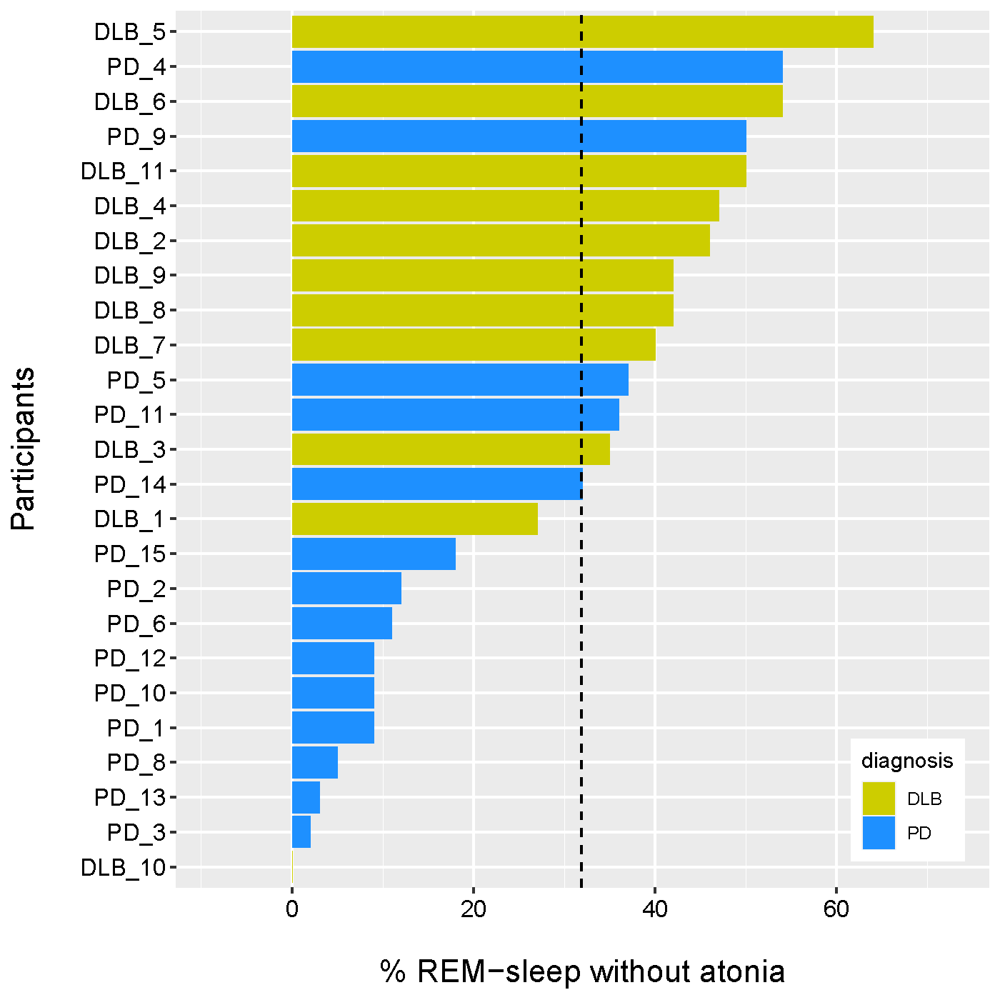 DLB_5
PD_4
DLB_6
PD_9
DLB_11
DLB_4
DLB_2
DLB_9
DLB_8
DLB_7
PD_5
PD_11
DLB_3
PD_14
DLB_1
PD_15
PD_2
PD_6
PD_12
PD_10
PD_1
PD_8
PD_13
PD_3
DLB_10
Participants
diagnosis
DLB
PD
0 20 40 60
% REM−sleep without atonia